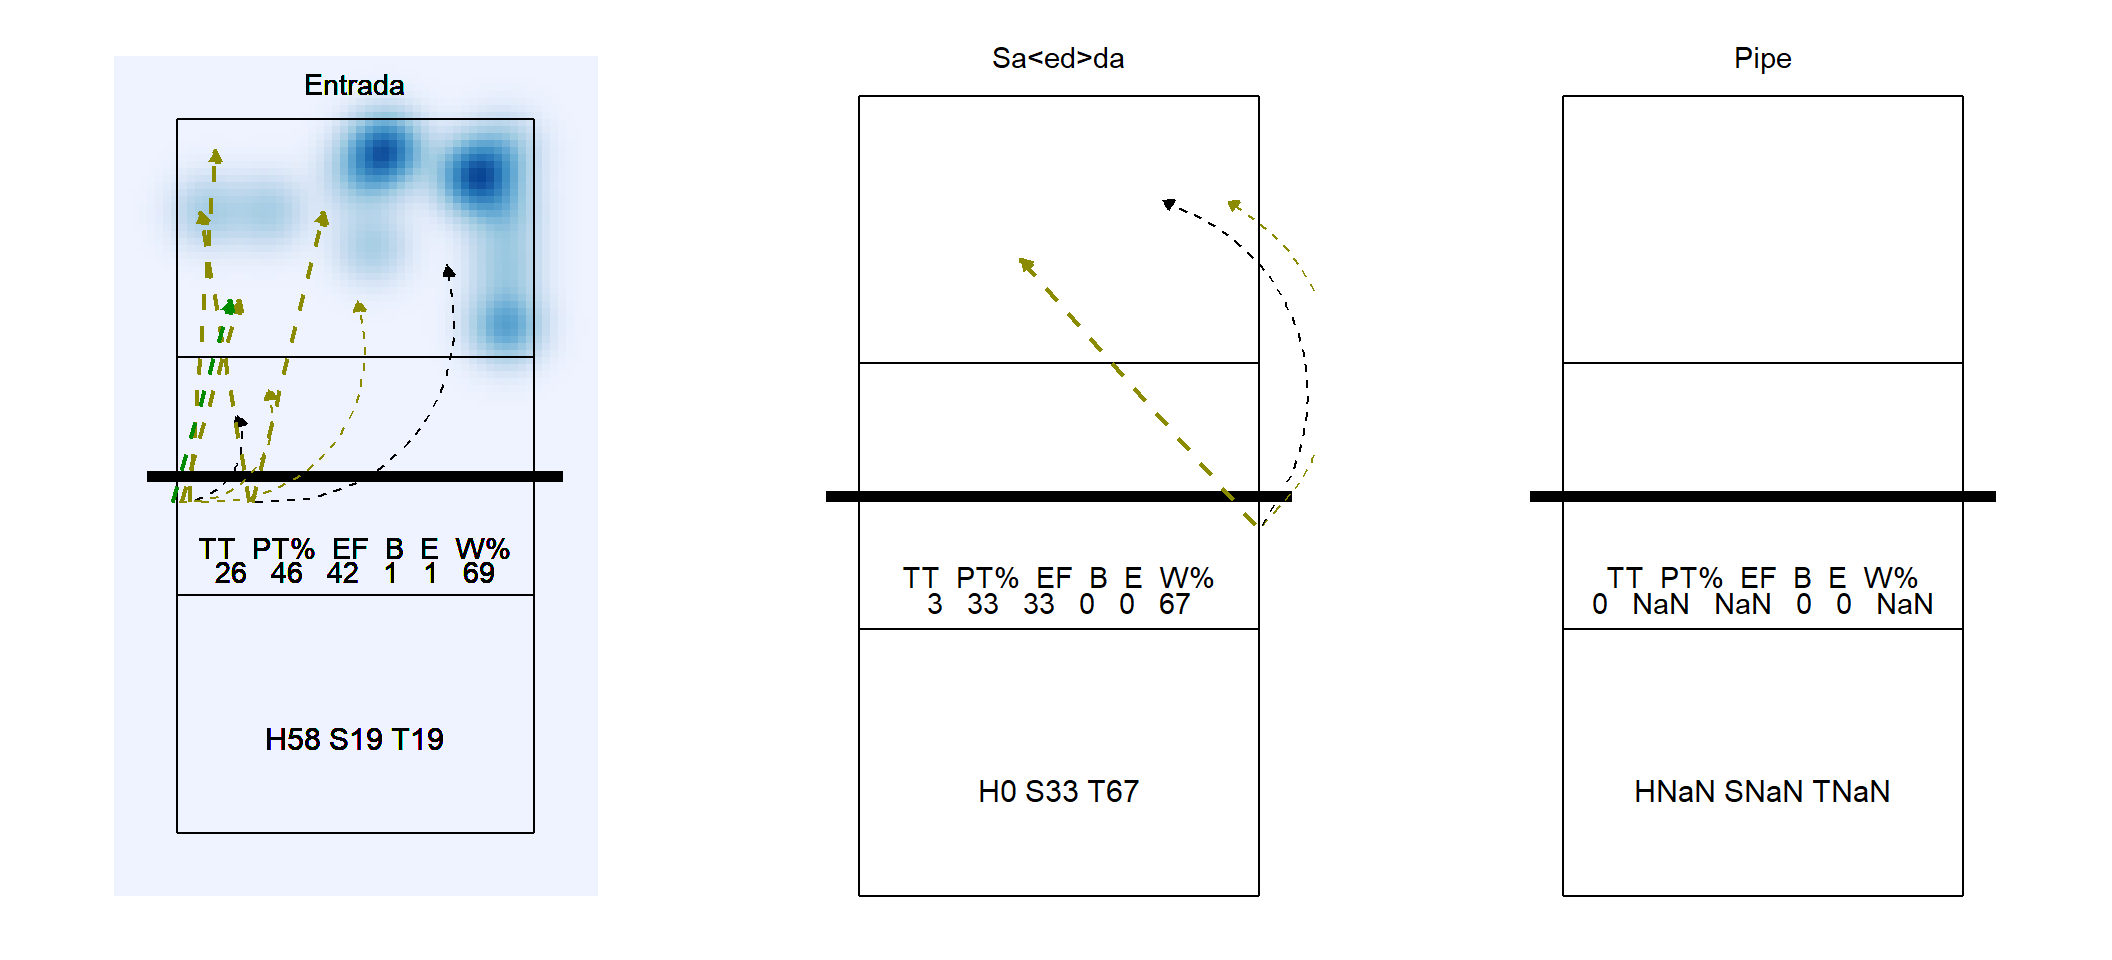 Entrada
TT PT% EF B E W%
26 46 42 1 1 69
H58 S19 T19
Sa<ed>da
TT PT% EF B E W%
3 33 33 0 0 67
H0 S33 T67
Pipe
TT PT% EF B E W%
0 NaN NaN 0 0 NaN
HNaN SNaN TNaN